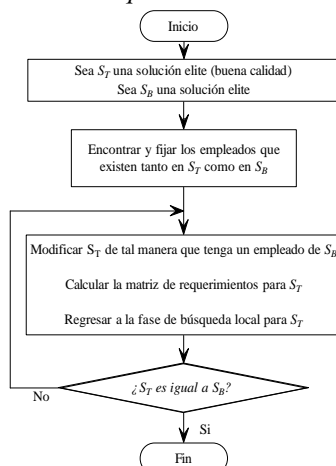 Inicio
Sea S_T una solución elite (buena calidad)
Sea S_B una solución elite
Encontrar y fijar los empleados que
existen tanto en S_T como en S_B
Modificar S_T de tal manera que tenga un empleado de S_B
Calcular la matriz de requerimientos para S_T
Regresar a la fase de búsqueda local para S_T
¿S_T es igual a S_B?
No
Si
Fin